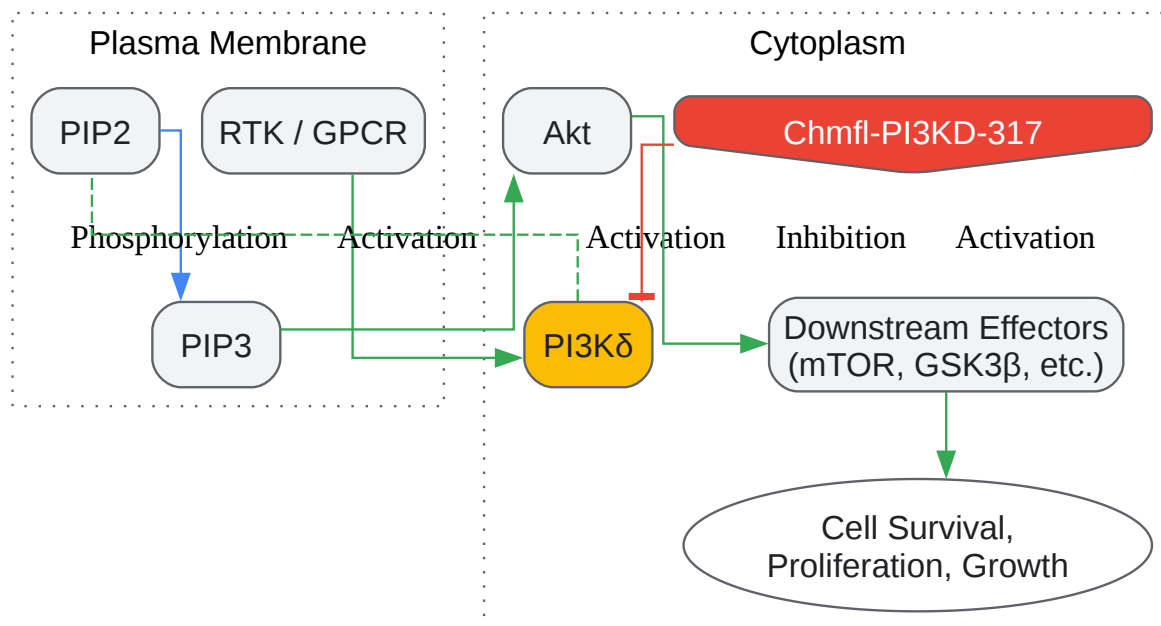 Plasma Membrane
Cytoplasm
PIP2
RTK / GPCR
Akt
Chmfl-PI3KD-317
Phosphorylation
Activation
Activation
Inhibition
Activation
PIP3
PI3Kδ
Downstream Effectors
(mTOR, GSK3β, etc.)
Cell Survival,
Proliferation, Growth